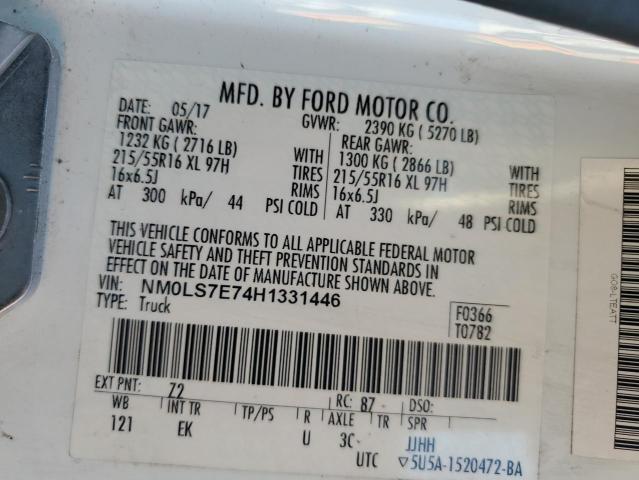 MFD. BY FORD MOTOR CO.
DATE: 05/17 GVWR: 2390 KG ( 5270 LB)
FRONT GAWR: REAR GAWR:
1232 KG ( 2716 LB) WITH 1300 KG ( 2866 LB) WITH
215/55R16 XL 97H TIRES 215/55R16 XL 97H TIRES
16x6.5J RIMS 16x6.5J RIMS
AT 300 kPa/ 44 PSI COLD AT 330 kPa/ 48 PSI COLD
THIS VEHICLE CONFORMS TO ALL APPLICABLE FEDERAL MOTOR
VEHICLE SAFETY AND THEFT PREVENTION STANDARDS IN
EFFECT ON THE DATE OF MANUFACTURE SHOWN ABOVE.
VIN: NM0LS7E74H1331446
TYPE: Truck
F0366
T0782
EXT PNT: Z2 RC: 87 DSO:
WB INT TR TP/PS R AXLE TR SPR
121 EK U 3C JJHH
UTC ▽5U5A-1520472-BA
GO8-LTEATT